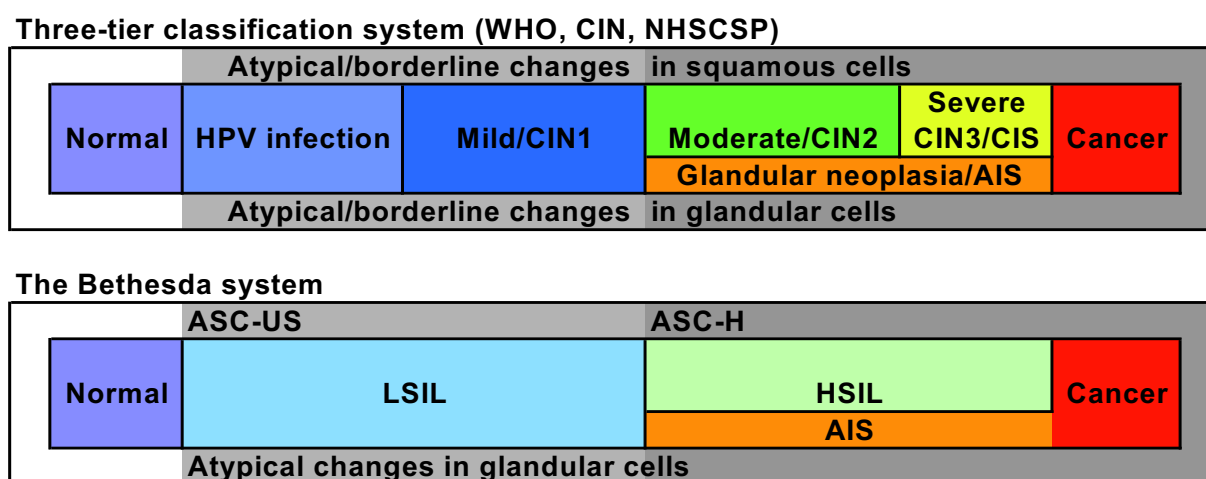 Three-tier classification system (WHO, CIN, NHSCSP)
Atypical/borderline changes in squamous cells
Normal
HPV infection
Mild/CIN1
Moderate/CIN2
Severe
CIN3/CIS
Cancer
Glandular neoplasia/AIS
Atypical/borderline changes in glandular cells
The Bethesda system
ASC-US
ASC-H
Normal
LSIL
HSIL
Cancer
AIS
Atypical changes in glandular cells